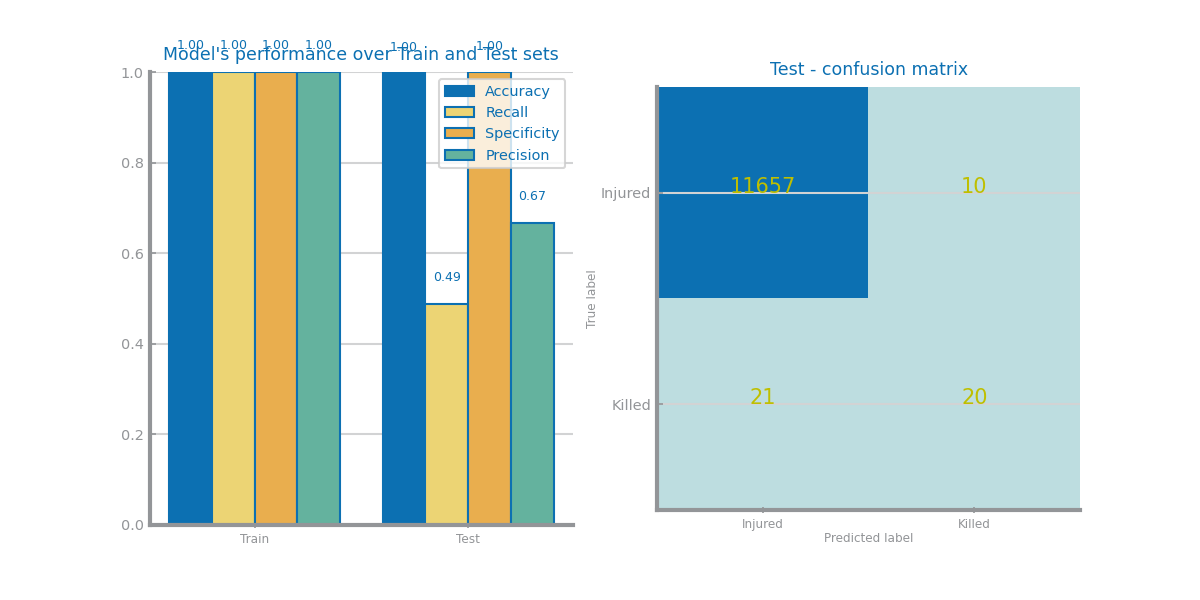 Model's performance over Train and Test sets
1.00 1.00 1.00 1.00 1.00 1.00
1.0
0.8
0.6
0.4
0.2
0.0
0.49
0.67
Accuracy
Recall
Specificity
Precision
Train Test
Test - confusion matrix
True label
Injured
Killed
11657 10
21 20
Injured Killed
Predicted label